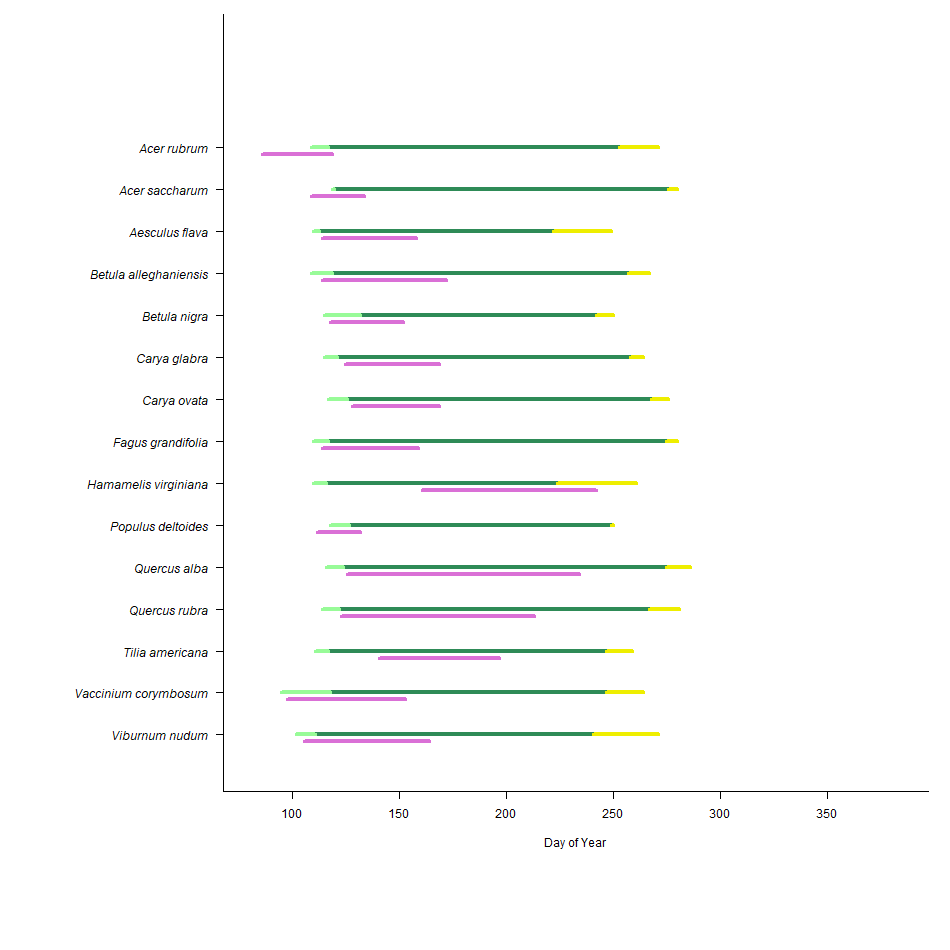 Acer rubrum
Acer saccharum
Aesculus flava
Betula alleghaniensis
Betula nigra
Carya glabra
Carya ovata
Fagus grandifolia
Hamamelis virginiana
Populus deltoides
Quercus alba
Quercus rubra
Tilia americana
Vaccinium corymbosum
Viburnum nudum
100 150 200 250 300 350
Day of Year